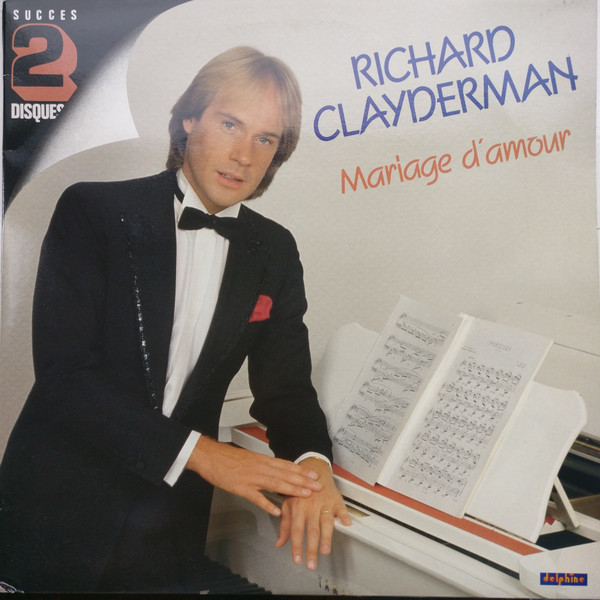 SUCCES
2
DISQUES
RICHARD
CLAYDERMAN
Mariage d'amour
delphine